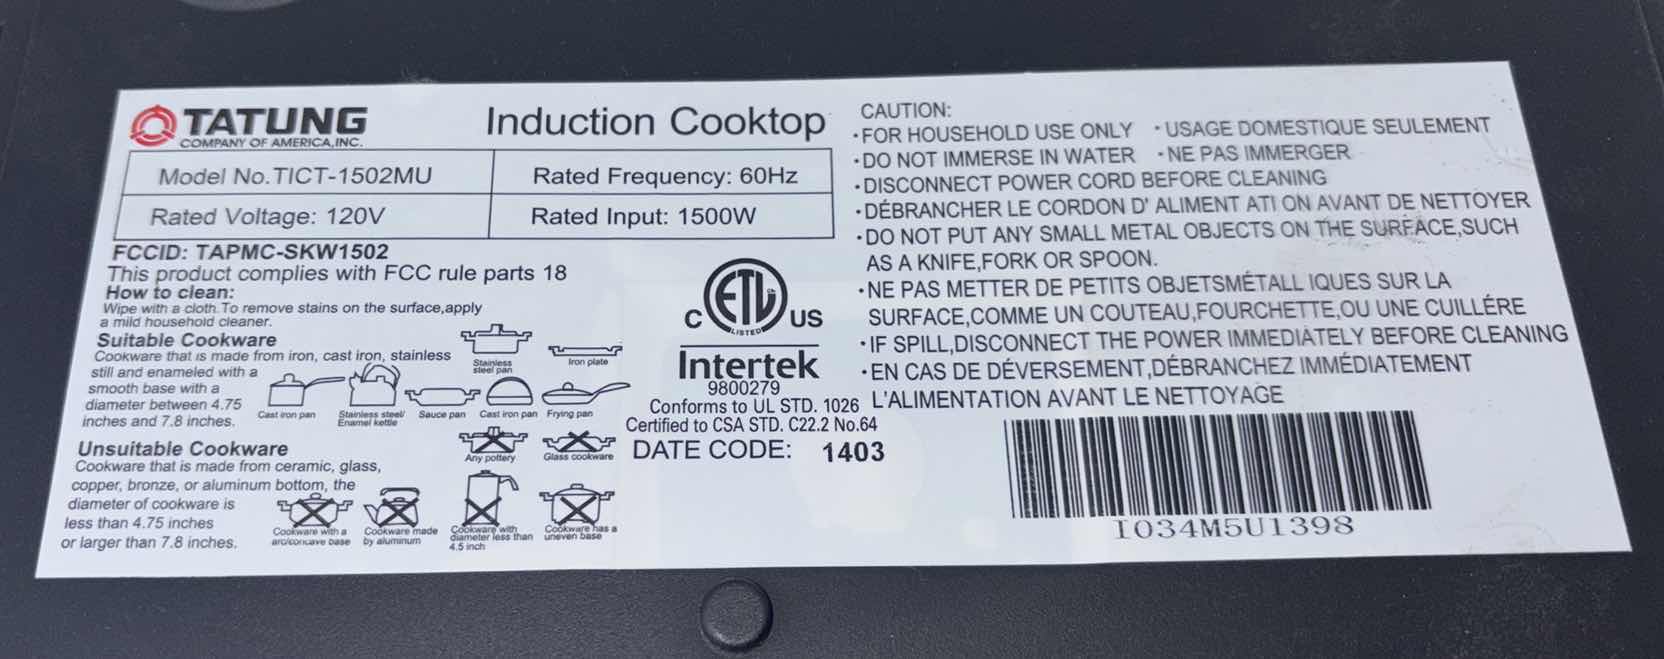 TATUNG
COMPANY OF AMERICA,INC.
Induction Cooktop
Model No.TICT-1502MU
Rated Frequency: 60Hz
Rated Voltage: 120V
Rated Input: 1500W
FCCID: TAPMC-SKW1502
This product complies with FCC rule parts 18
How to clean:
Wipe with a cloth.To remove stains on the surface,apply
a mild household cleaner.
Suitable Cookware
Cookware that is made from iron, cast iron, stainless
still and enameled with a
smooth base with a
diameter between 4.75
inches and 7.8 inches.
Stainless
steel pan
Iron plate
Cast iron pan
Stainless steel/
Enamel kettle
Sauce pan
Cast iron pan
Frying pan
Unsuitable Cookware
Cookware that is made from ceramic, glass,
copper, bronze, or aluminum bottom, the
diameter of cookware is
less than 4.75 inches
or larger than 7.8 inches.
Any pottery
Glass cookware
Cookware with a
arc/concave base
Cookware made
by aluminum
Cookware with
diameter less than
4.5 inch
Cookware has a
uneven base
C ETL US
LISTED
Intertek
9800279
Conforms to UL STD. 1026
Certified to CSA STD. C22.2 No.64
DATE CODE: 1403
CAUTION:
·FOR HOUSEHOLD USE ONLY ·USAGE DOMESTIQUE SEULEMENT
·DO NOT IMMERSE IN WATER ·NE PAS IMMERGER
·DISCONNECT POWER CORD BEFORE CLEANING
·DÉBRANCHER LE CORDON D' ALIMENT ATI ON AVANT DE NETTOYER
·DO NOT PUT ANY SMALL METAL OBJECTS ON THE SURFACE,SUCH
AS A KNIFE,FORK OR SPOON.
·NE PAS METTER DE PETITS OBJETSMÉTALL IQUES SUR LA
SURFACE,COMME UN COUTEAU,FOURCHETTE,OU UNE CUILLÉRE
·IF SPILL,DISCONNECT THE POWER IMMEDIATELY BEFORE CLEANING
·EN CAS DE DÉVERSEMENT,DÉBRANCHEZ IMMÉDIATEMENT
L'ALIMENTATION AVANT LE NETTOYAGE
I034M5U1398